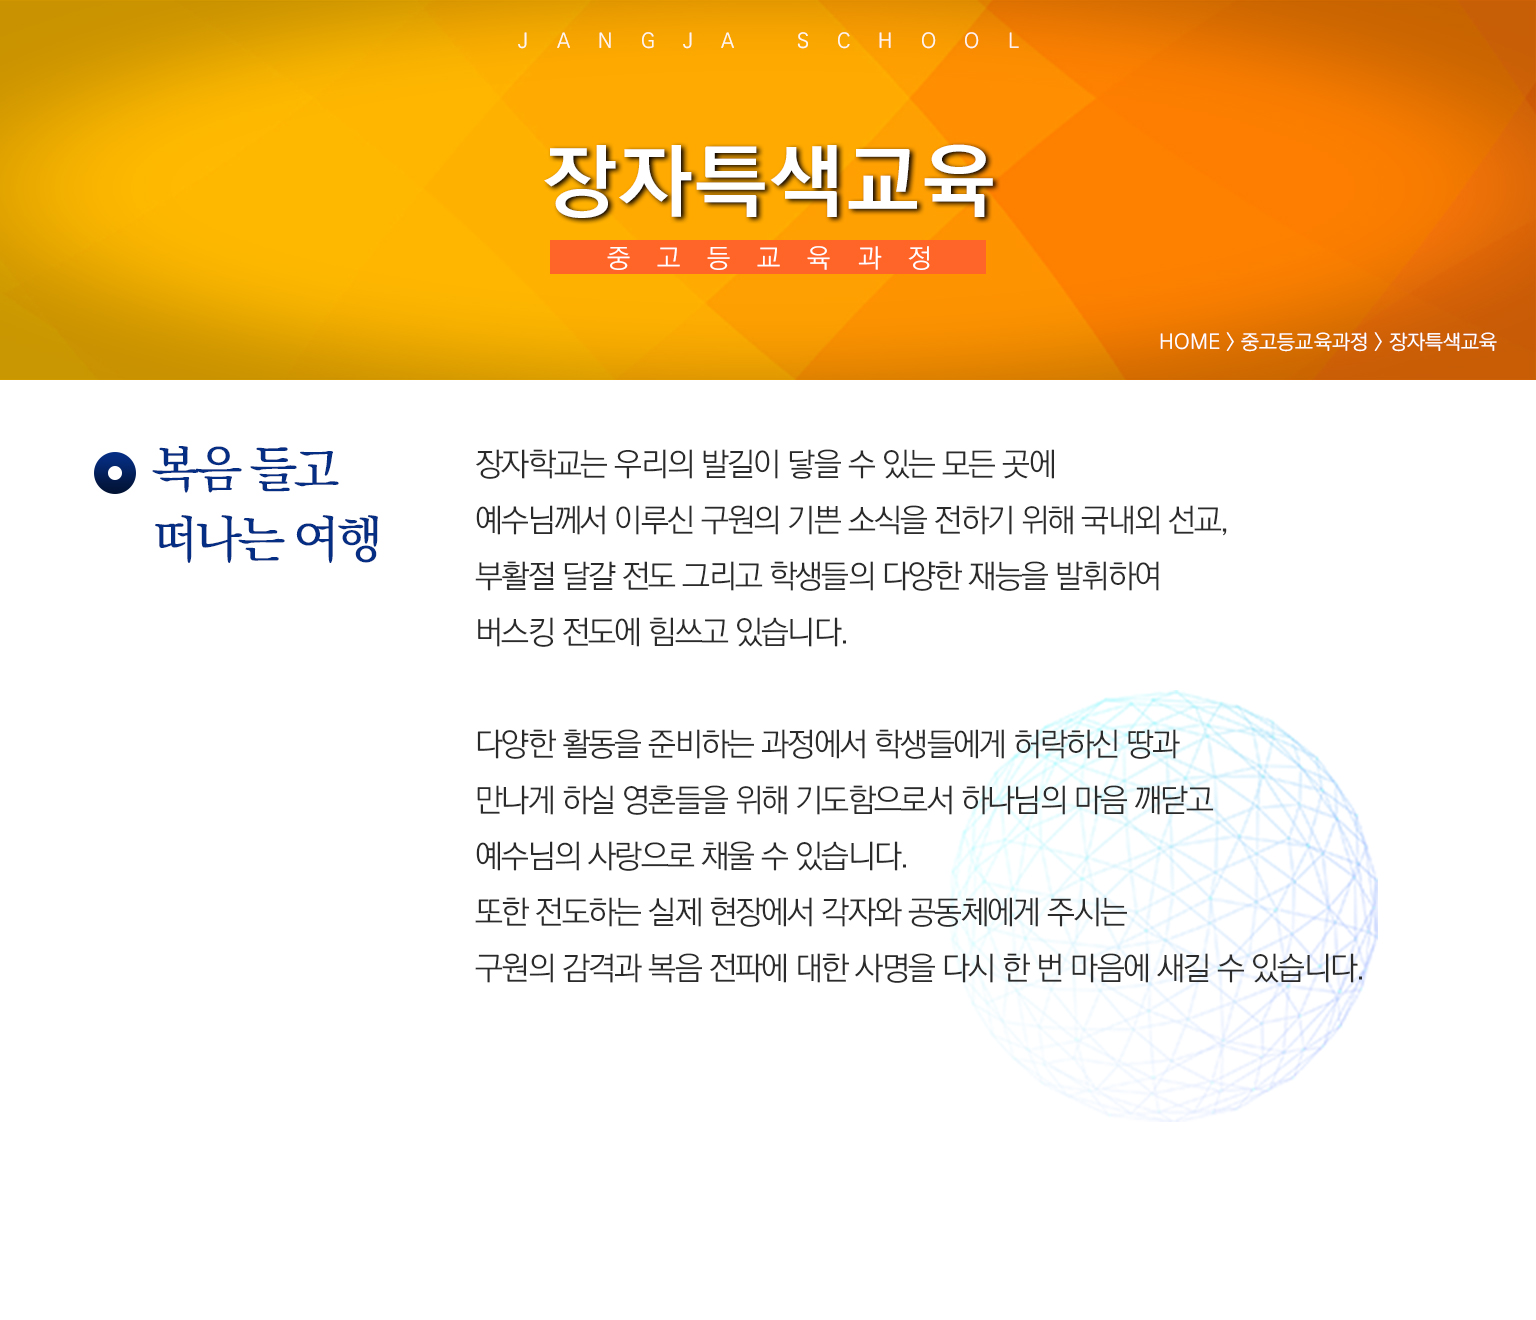 JANGJA SCHOOL
장자특색교육
중고등교육과정
HOME > 중고등교육과정 > 장자특색교육
복음 들고
떠나는 여행
장자학교는 우리의 발길이 닿을 수 있는 모든 곳에
예수님께서 이루신 구원의 기쁜 소식을 전하기 위해 국내외 선교,
부활절 달걀 전도 그리고 학생들의 다양한 재능을 발휘하여
버스킹 전도에 힘쓰고 있습니다.
다양한 활동을 준비하는 과정에서 학생들에게 허락하신 땅과
만나게 하실 영혼들을 위해 기도함으로서 하나님의 마음 깨닫고
예수님의 사랑으로 채울 수 있습니다.
또한 전도하는 실제 현장에서 각자와 공동체에게 주시는
구원의 감격과 복음 전파에 대한 사명을 다시 한 번 마음에 새길 수 있습니다.